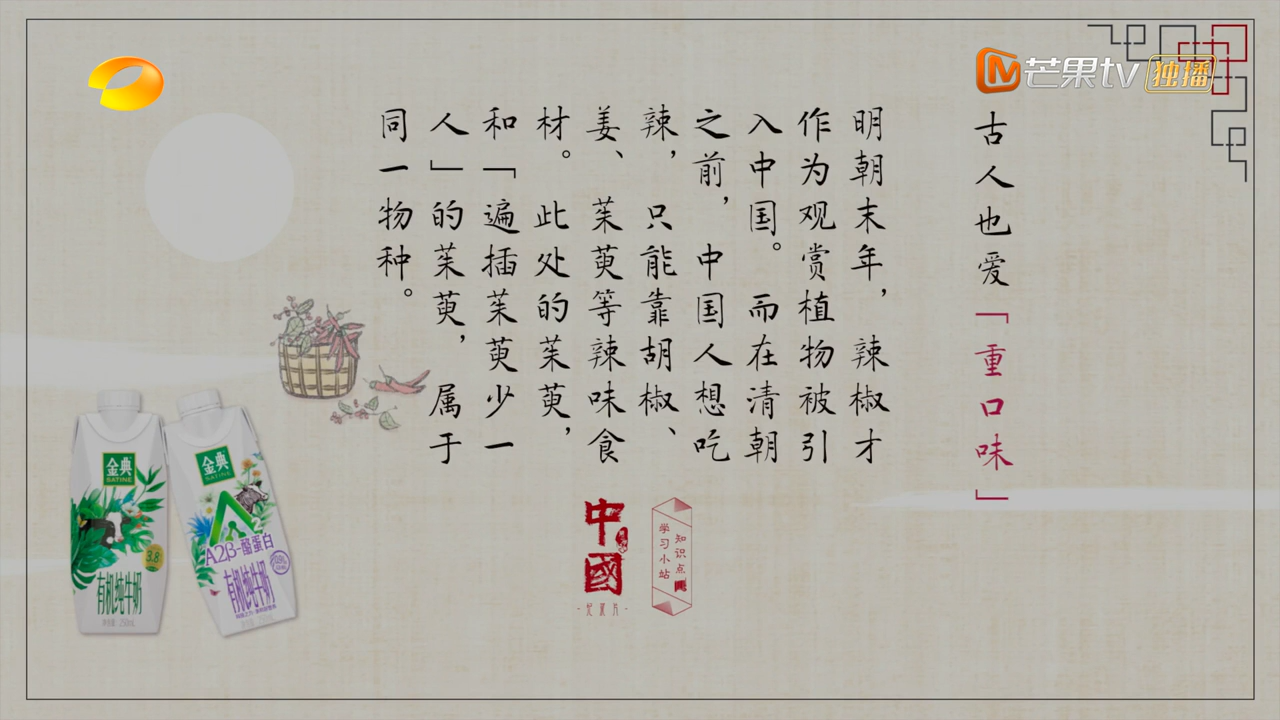 芒果tv 独播
古人也爱「重口味」
明朝末年，辣椒才
作为观赏植物被引
入中国。而在清朝
之前，中国人想吃
辣，只能靠胡椒、
姜、茱萸等辣味食
材。此处的茱萸，
和「遍插茱萸少一
人」的茱萸，属于
同一物种。
中國
知识点
学习小站
金典
SATINE
3.8
有机纯牛奶
金典
SATINE
A2
A2β-酪蛋白
有机纯牛奶